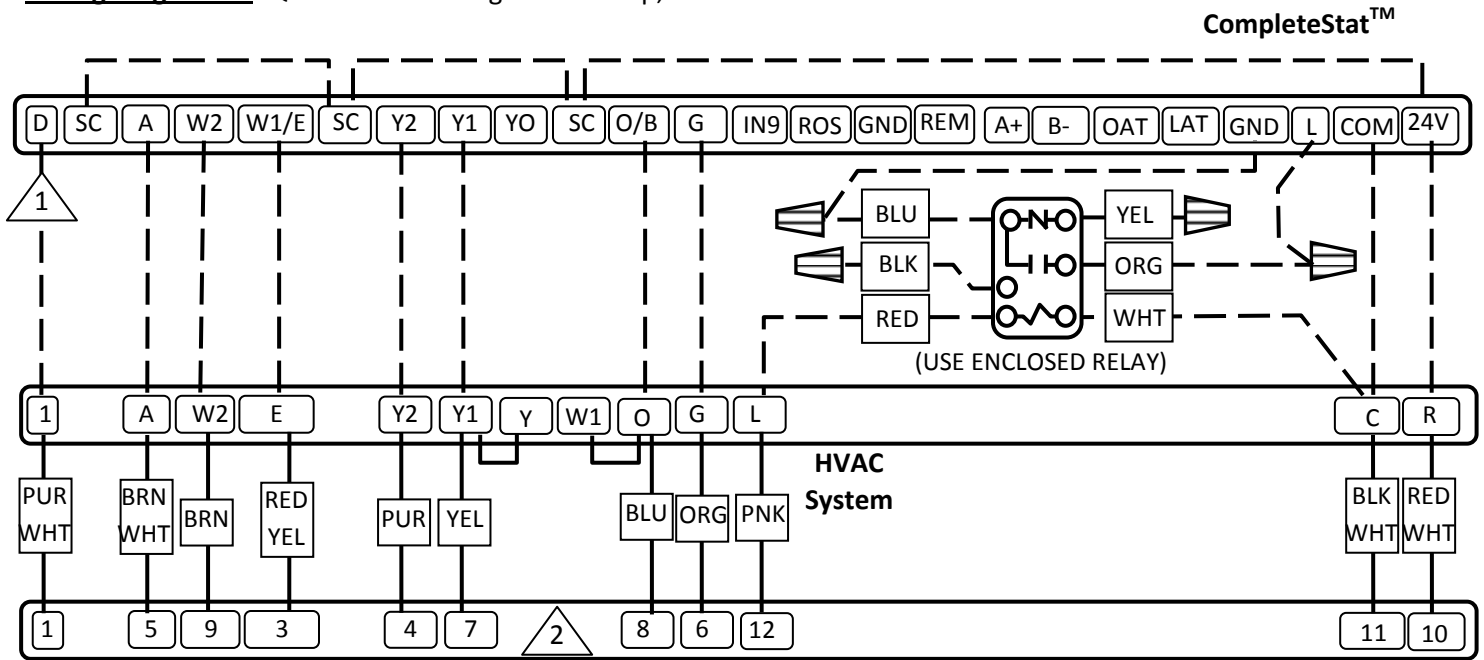 CompleteStat™
D SC A W2 W1/E SC Y2 Y1 YO SC O/B G IN9 ROS GND REM A+ B- OAT LAT GND L COM 24V
1
BLU YEL
BLK ORG
RED WHT
(USE ENCLOSED RELAY)
1 A W2 E Y2 Y1 Y W1 O G L C R
HVAC
System
PUR WHT
BRN WHT
BRN
RED YEL
PUR
YEL
BLU
ORG
PNK
BLK WHT
RED WHT
1 5 9 3 4 7 2 8 6 12 11 10